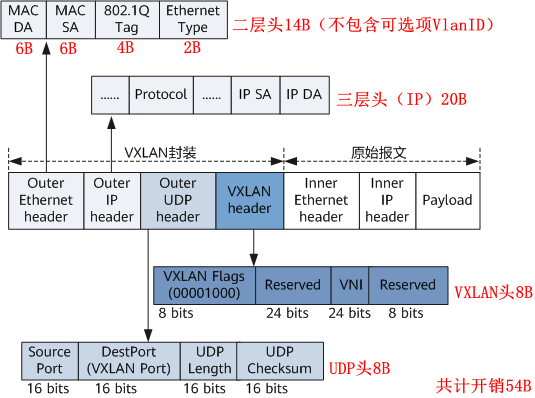 MAC DA
MAC SA
802.1Q Tag
Ethernet Type
二层头14B（不包含可选项VlanID）
6B 6B 4B 2B
...... Protocol ...... IP SA IP DA
三层头（IP）20B
VXLAN封装 原始报文
Outer Ethernet header
Outer IP header
Outer UDP header
VXLAN header
Inner Ethernet header
Inner IP header
Payload
VXLAN Flags (00001000)
Reserved
VNI
Reserved
VXLAN头8B
8 bits 24 bits 24 bits 8 bits
Source Port
DestPort (VXLAN Port)
UDP Length
UDP Checksum
UDP头8B
16 bits 16 bits 16 bits 16 bits
共计开销54B